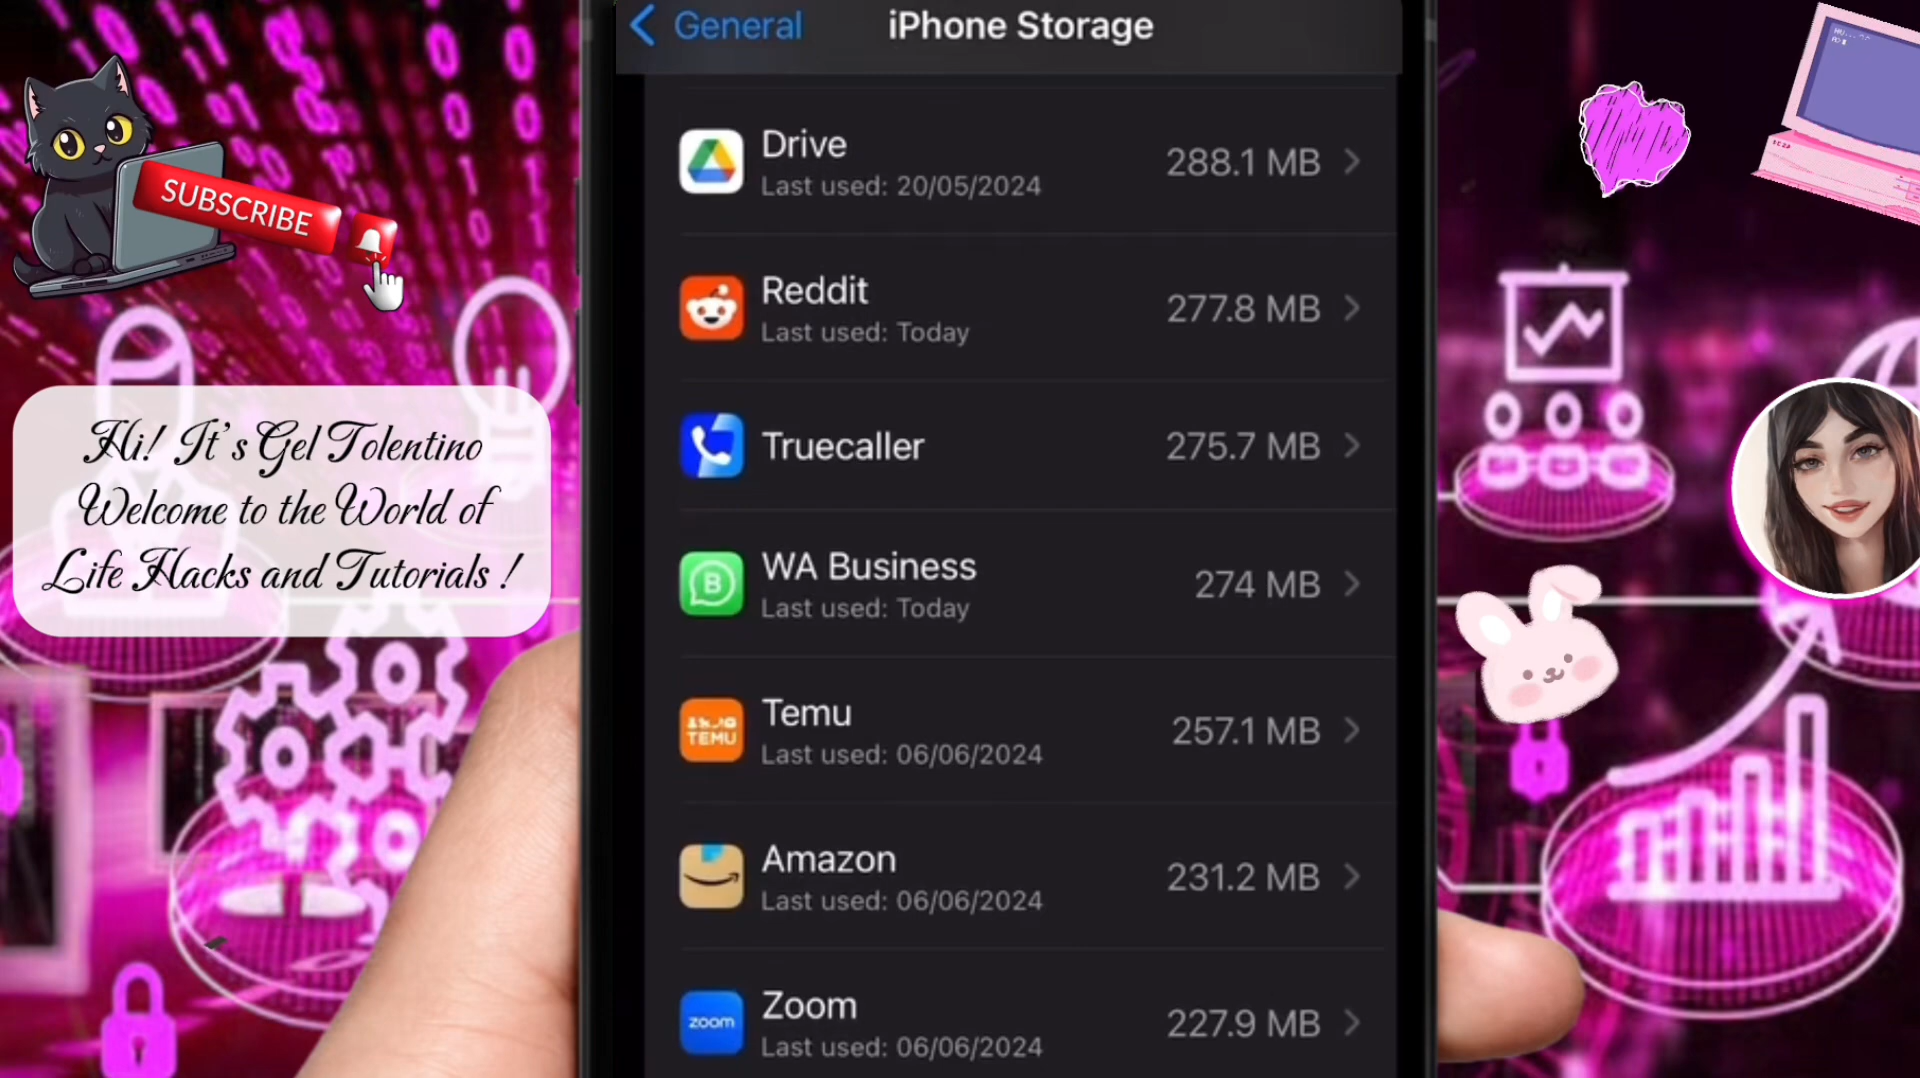 General
iPhone Storage
Drive
Last used: 20/05/2024
288.1 MB
Reddit
Last used: Today
277.8 MB
Truecaller
275.7 MB
WA Business
Last used: Today
274 MB
Temu
Last used: 06/06/2024
257.1 MB
TEMU
Amazon
Last used: 06/06/2024
231.2 MB
Zoom
Last used: 06/06/2024
227.9 MB
zoom
SUBSCRIBE
Hi! It's Gel Tolentino
Welcome to the World of
Life Hacks and Tutorials !